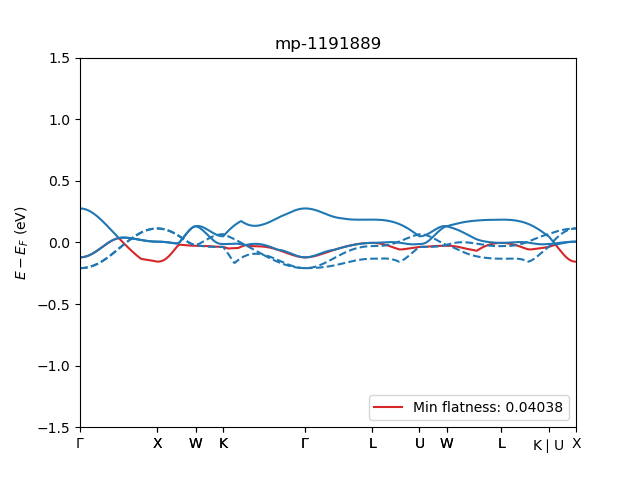 mp-1191889
E − E_F (eV)
1.5
1.0
0.5
0.0
−0.5
−1.0
−1.5
Min flatness: 0.04038
Γ X W K Γ L U W L K | U X